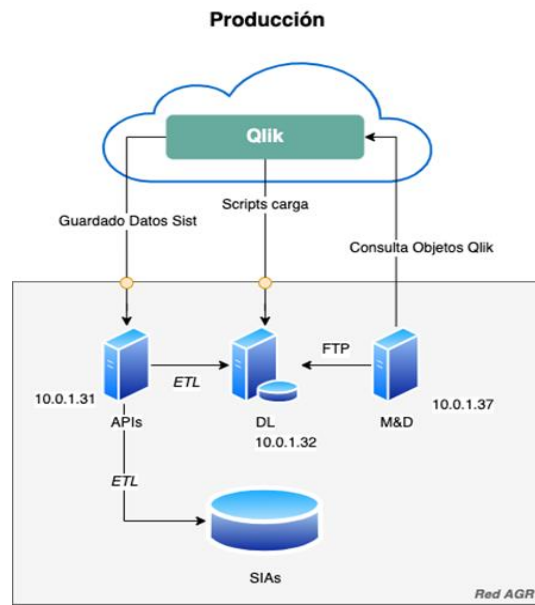 Producción
Qlik
Guardado Datos Sist
Scripts carga
Consulta Objetos Qlik
FTP
ETL
10.0.1.31
APIs
DL
10.0.1.32
M&D
10.0.1.37
ETL
SIAs
Red AGR